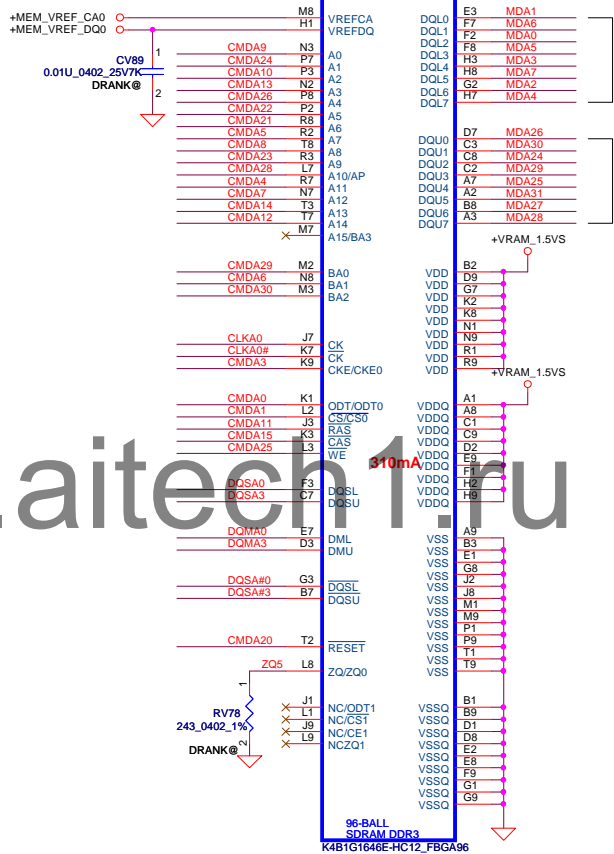 +MEM_VREF_CA0 M8 VREFCA
+MEM_VREF_DQ0 H1 VREFDQ
CV89
0.01U_0402_25V7K
DRANK@
1
2
CMDA9 N3 A0
CMDA24 P7 A1
CMDA10 P3 A2
CMDA13 N2 A3
CMDA26 P8 A4
CMDA22 P2 A5
CMDA21 R8 A6
CMDA5 R2 A7
CMDA8 T8 A8
CMDA23 R3 A9
CMDA28 L7 A10/AP
CMDA4 R7 A11
CMDA7 N7 A12
CMDA14 T3 A13
CMDA12 T7 A14
M7 A15/BA3
CMDA29 M2 BA0
CMDA6 N8 BA1
CMDA30 M3 BA2
CLKA0 J7 CK
CLKA0# K7 CK
CMDA3 K9 CKE/CKE0
CMDA0 K1 ODT/ODT0
CMDA1 L2 CS/CS0
CMDA11 J3 RAS
CMDA15 K3 CAS
CMDA25 L3 WE
DQSA0 F3 DQSL
DQSA3 C7 DQSU
DQMA0 E7 DML
DQMA3 D3 DMU
DQSA#0 G3 DQSL
DQSA#3 B7 DQSU
CMDA20 T2 RESET
ZQ5 L8 ZQ/ZQ0
1
RV78
243_0402_1%
2
DRANK@
J1 NC/ODT1
L1 NC/CS1
J9 NC/CE1
L9 NCZQ1
DQL0 E3 MDA1
DQL1 F7 MDA6
DQL2 F2 MDA0
DQL3 F8 MDA5
DQL4 H3 MDA3
DQL5 H8 MDA7
DQL6 G2 MDA2
DQL7 H7 MDA4
DQU0 D7 MDA26
DQU1 C3 MDA30
DQU2 C8 MDA24
DQU3 C2 MDA29
DQU4 A7 MDA25
DQU5 A2 MDA31
DQU6 B8 MDA27
DQU7 A3 MDA28
+VRAM_1.5VS
VDD B2
VDD D9
VDD G7
VDD K2
VDD K8
VDD N1
VDD N9
VDD R1
VDD R9
+VRAM_1.5VS
VDDQ A1
VDDQ A8
VDDQ C1
VDDQ C9
VDDQ D2
VDDQ E9
VDDQ F1
VDDQ H2
VDDQ H9
310mA
VSS A9
VSS B3
VSS E1
VSS G8
VSS J2
VSS J8
VSS M1
VSS M9
VSS P1
VSS P9
VSS T1
VSS T9
VSSQ B1
VSSQ B9
VSSQ D1
VSSQ D8
VSSQ E2
VSSQ E8
VSSQ F9
VSSQ G1
VSSQ G9
96-BALL
SDRAM DDR3
K4B1G1646E-HC12_FBGA96
.aitech1.ru